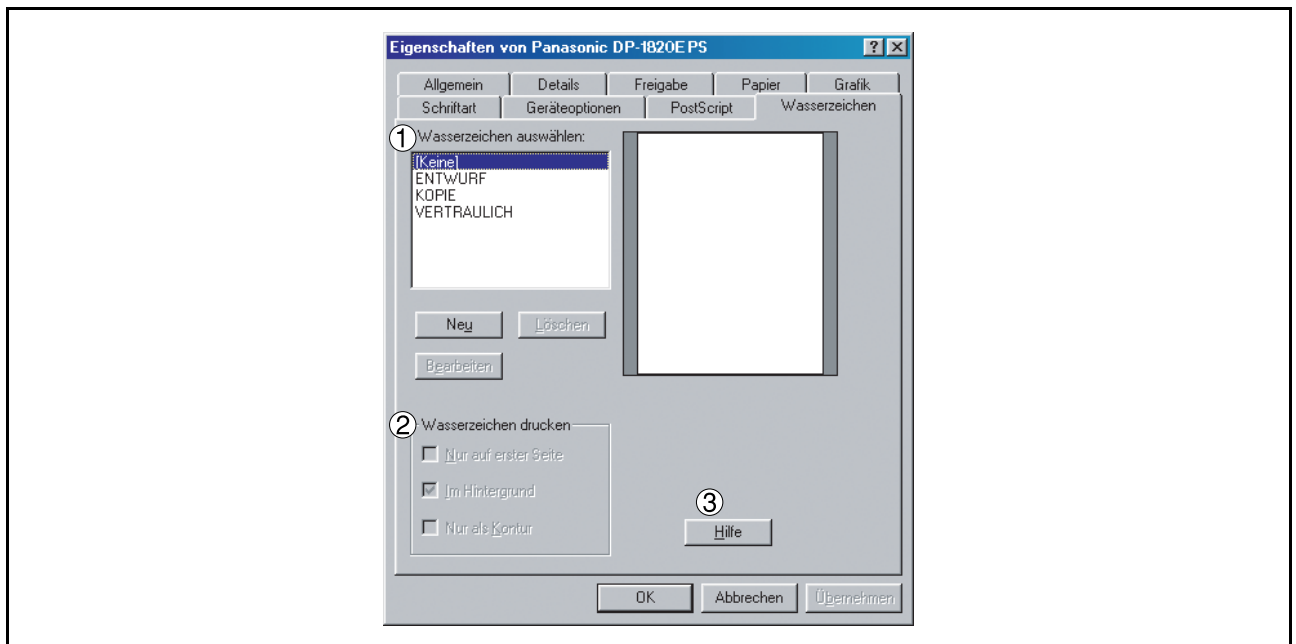 Eigenschaften von Panasonic DP-1820E PS
Allgemein Details Freigabe Papier Grafik
Schriftart Geräteoptionen PostScript Wasserzeichen
① Wasserzeichen auswählen:
(Keine)
ENTWURF
KOPIE
VERTRAULICH
Neu Löschen
Bearbeiten
② Wasserzeichen drucken
Nur auf erster Seite
Im Hintergrund
Nur als Kontur
③
Hilfe
OK Abbrechen Übernehmen